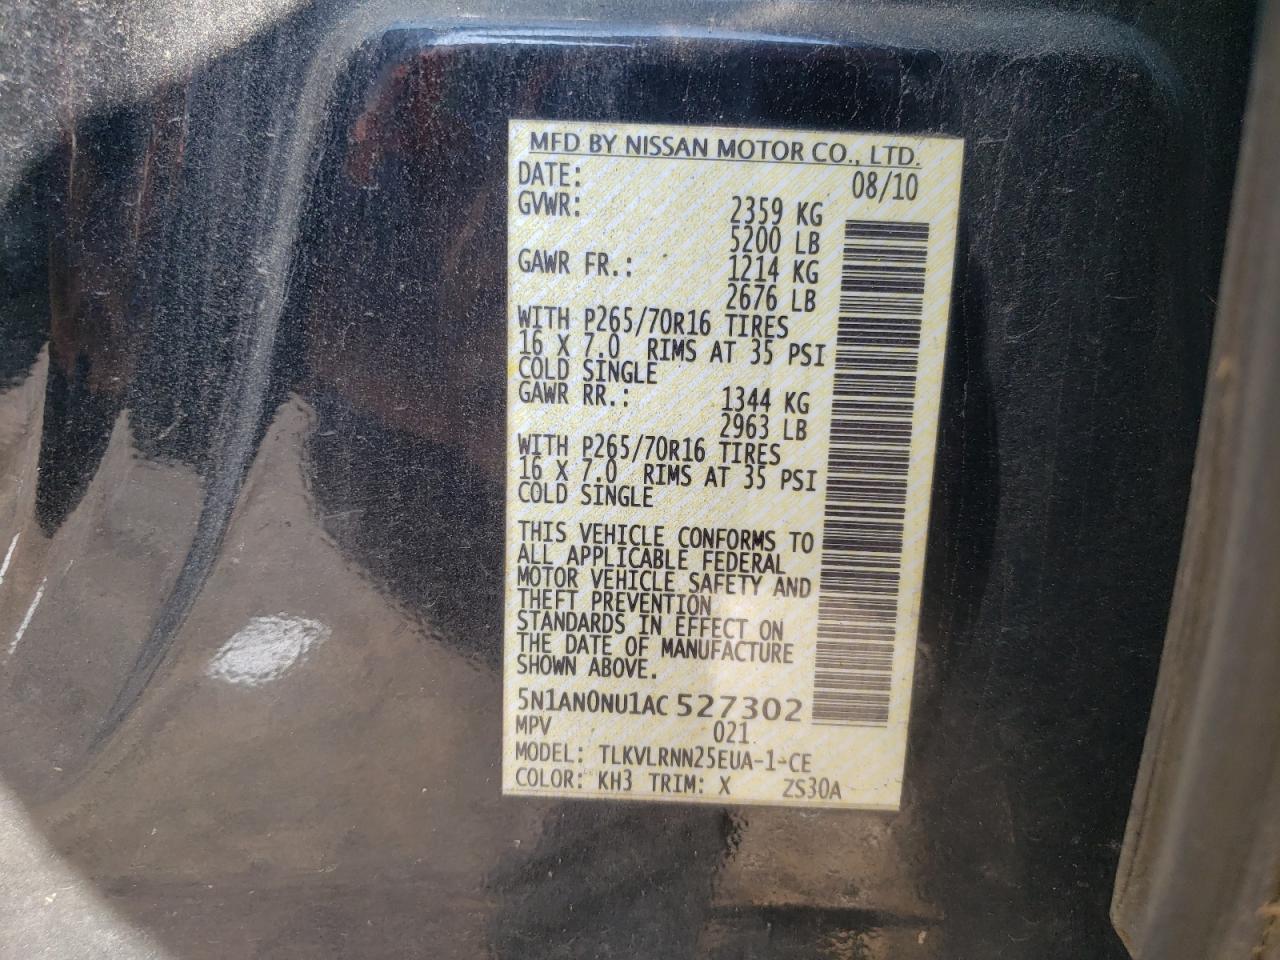 MFD BY NISSAN MOTOR CO., LTD.
DATE: 08/10
GVWR: 2359 KG
5200 LB
GAWR FR.: 1214 KG
2676 LB
WITH P265/70R16 TIRES
16 X 7.0 RIMS AT 35 PSI
COLD SINGLE
GAWR RR.: 1344 KG
2963 LB
WITH P265/70R16 TIRES
16 X 7.0 RIMS AT 35 PSI
COLD SINGLE
THIS VEHICLE CONFORMS TO
ALL APPLICABLE FEDERAL
MOTOR VEHICLE SAFETY AND
THEFT PREVENTION
STANDARDS IN EFFECT ON
THE DATE OF MANUFACTURE
SHOWN ABOVE.
5N1AN0NU1AC 527302
MPV 021
MODEL: TLKVLRNN25EUA-1-CE
COLOR: KH3 TRIM: X ZS30A